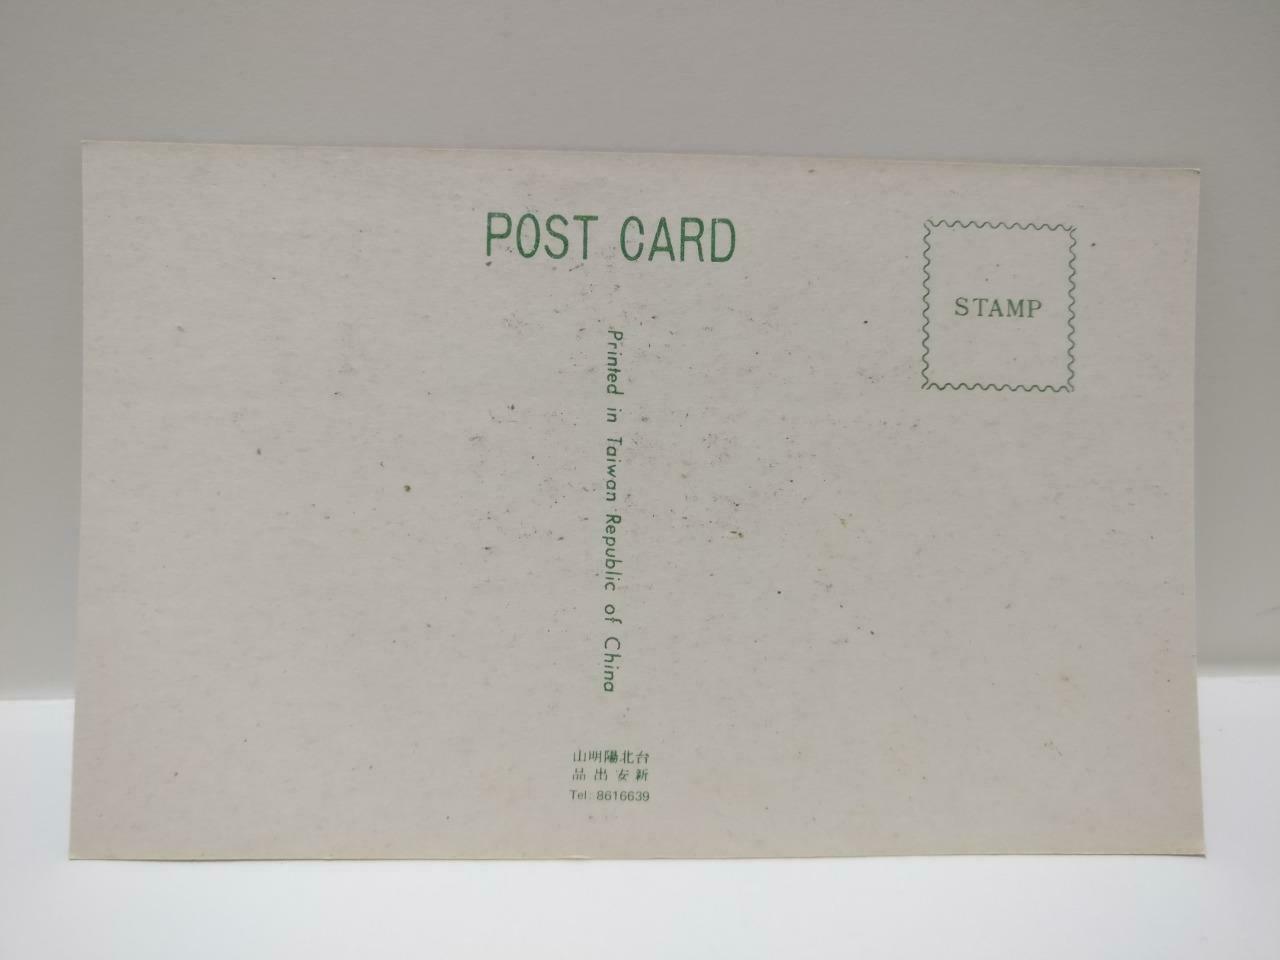 POST CARD
STAMP
Printed in Taiwan Republic of China
台北陽明山
新安出品
Tel: 8616639